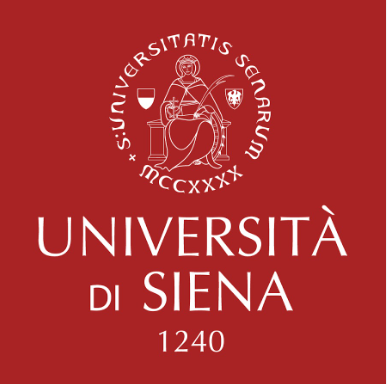 S:UNIVERSITATIS SENARUM
+ MCCXXXX
UNIVERSITÀ
DI SIENA
1240